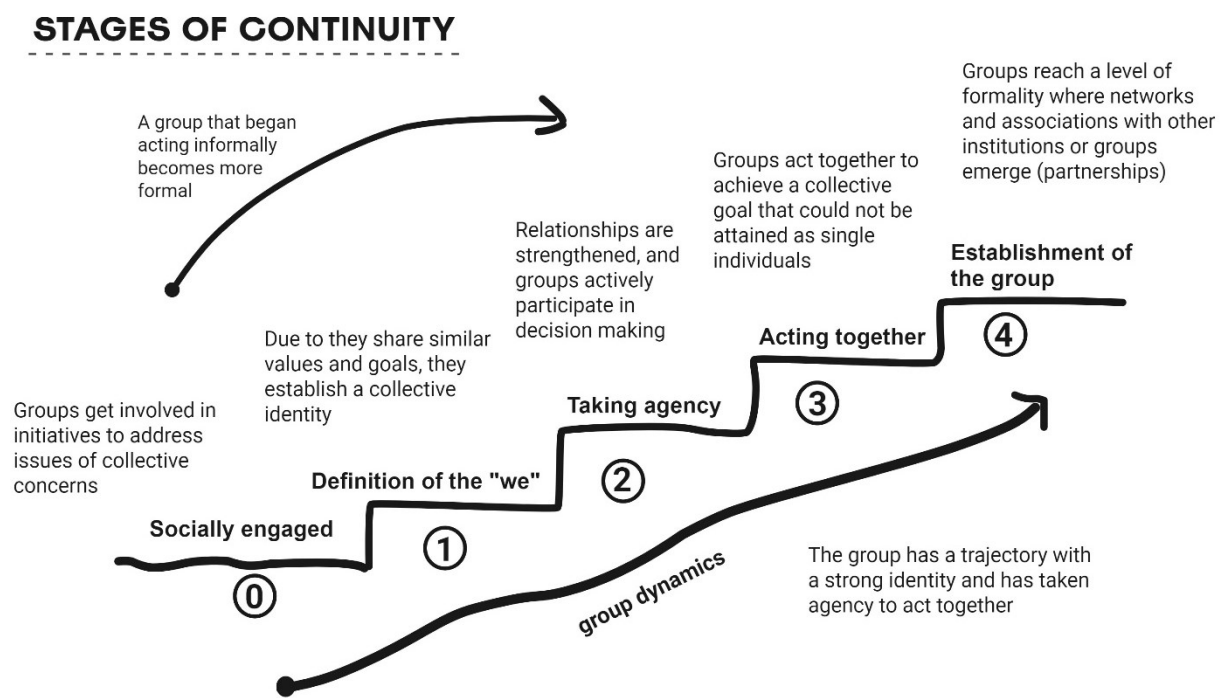 STAGES OF CONTINUITY
A group that began
acting informally
becomes more
formal
Groups get involved in
initiatives to address
issues of collective
concerns
Socially engaged
0
Due to they share similar
values and goals, they
establish a collective
identity
Definition of the "we"
1
Relationships are
strengthened, and
groups actively
participate in
decision making
Taking agency
2
Groups act together to
achieve a collective
goal that could not be
attained as single
individuals
Acting together
3
Groups reach a level of
formality where networks
and associations with other
institutions or groups
emerge (partnerships)
Establishment of
the group
4
group dynamics
The group has a trajectory with
a strong identity and has taken
agency to act together